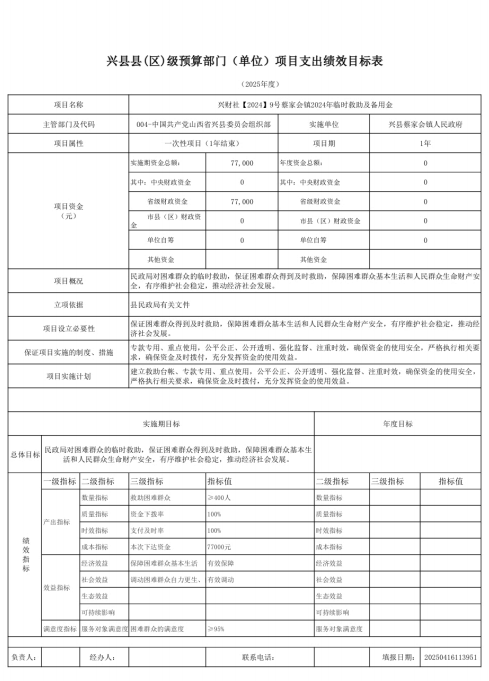 兴县县(区)级预算部门（单位）项目支出绩效目标表
（2025年度）
项目名称 兴财社【2024】9号蔡家会镇2024年临时救助及备用金
主管部门及代码 004-中国共产党山西省兴县委员会组织部 实施单位 兴县蔡家会镇人民政府
项目属性 一次性项目（1年结束） 项目期 1年
项目资金
（元）
实施期资金总额： 77,000 年度资金总额： 0
其中：中央财政资金 0 其中：中央财政资金 0
省级财政资金 77,000 省级财政资金 0
市县（区）财政资金 0 市县（区）财政资金 0
单位自筹 0 单位自筹 0
其他资金 其他资金
项目概况 民政局对困难群众的临时救助，保证困难群众得到及时救助，保障困难群众基本生活和人民群众生命财产安
全，有序维护社会稳定，推动经济社会发展。
立项依据 县民政局有关文件
项目设立必要性 保证困难群众得到及时救助，保障困难群众基本生活和人民群众生命财产安全，有序维护社会稳定，推动经
济社会发展。
保证项目实施的制度、措施 专款专用、重点使用，公平公正、公开透明、强化监督、注重时效，确保资金的使用安全，严格执行相关要
求，确保资金及时拨付，充分发挥资金的使用效益。
项目实施计划 建立救助台帐、专款专用、重点使用，公平公正、公开透明、强化监督、注重时效，确保资金的使用安全，
严格执行相关要求，确保资金及时拨付，充分发挥资金的使用效益。
实施期目标 年度目标
总体目标 民政局对困难群众的临时救助，保证困难群众得到及时救助，保障困难群众基本生
活和人民群众生命财产安全，有序维护社会稳定，推动经济社会发展。
绩效指标
一级指标 二级指标 三级指标 指标值 二级指标 三级指标 指标值
产出指标
数量指标 救助困难群众 ≥400人 数量指标
质量指标 资金下拨率 100% 质量指标
时效指标 支付及时率 100% 时效指标
成本指标 本次下达资金 77000元 成本指标
效益指标
经济效益 保障困难群众基本生活 有效保障 经济效益
社会效益 调动困难群众自力更生、 有效调动 社会效益
生态效益 生态效益
可持续影响 可持续影响
满意度指标 服务对象满意度 困难群众的满意度 ≥95% 服务对象满意度
负责人： 经办人： 联系电话： 填报日期： 20250416113951